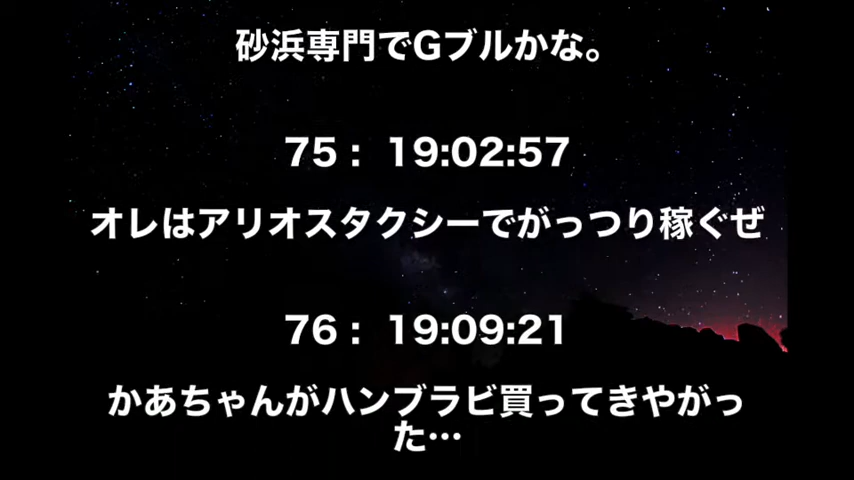 砂浜専門でGブルかな。
75： 19:02:57
オレはアリオスタクシーでがっつり稼ぐぜ
76： 19:09:21
かあちゃんがハンブラビ買ってきやがっ
た…